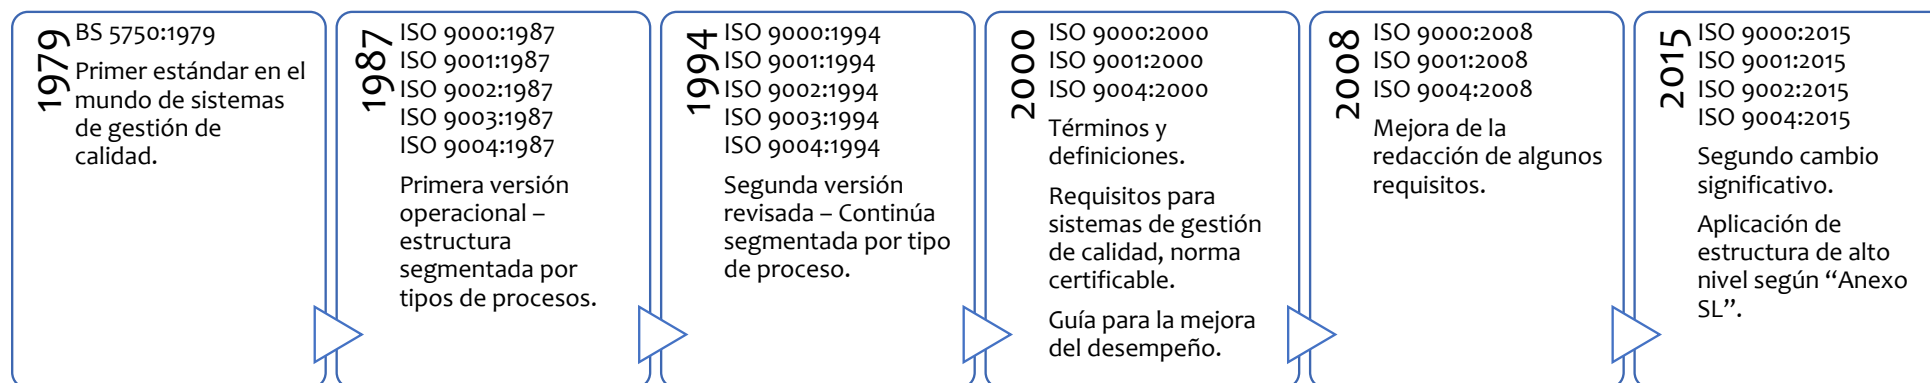 1979
BS 5750:1979
Primer estándar en el
mundo de sistemas
de gestión de
calidad.
1987
ISO 9000:1987
ISO 9001:1987
ISO 9002:1987
ISO 9003:1987
ISO 9004:1987
Primera versión
operacional –
estructura
segmentada por
tipos de procesos.
1994
ISO 9000:1994
ISO 9001:1994
ISO 9002:1994
ISO 9003:1994
ISO 9004:1994
Segunda versión
revisada – Continúa
segmentada por tipo
de proceso.
2000
ISO 9000:2000
ISO 9001:2000
ISO 9004:2000
Términos y
definiciones.
Requisitos para
sistemas de gestión
de calidad, norma
certificable.
Guía para la mejora
del desempeño.
2008
ISO 9000:2008
ISO 9001:2008
ISO 9004:2008
Mejora de la
redacción de algunos
requisitos.
2015
ISO 9000:2015
ISO 9001:2015
ISO 9002:2015
ISO 9004:2015
Segundo cambio
significativo.
Aplicación de
estructura de alto
nivel según “Anexo
SL”.